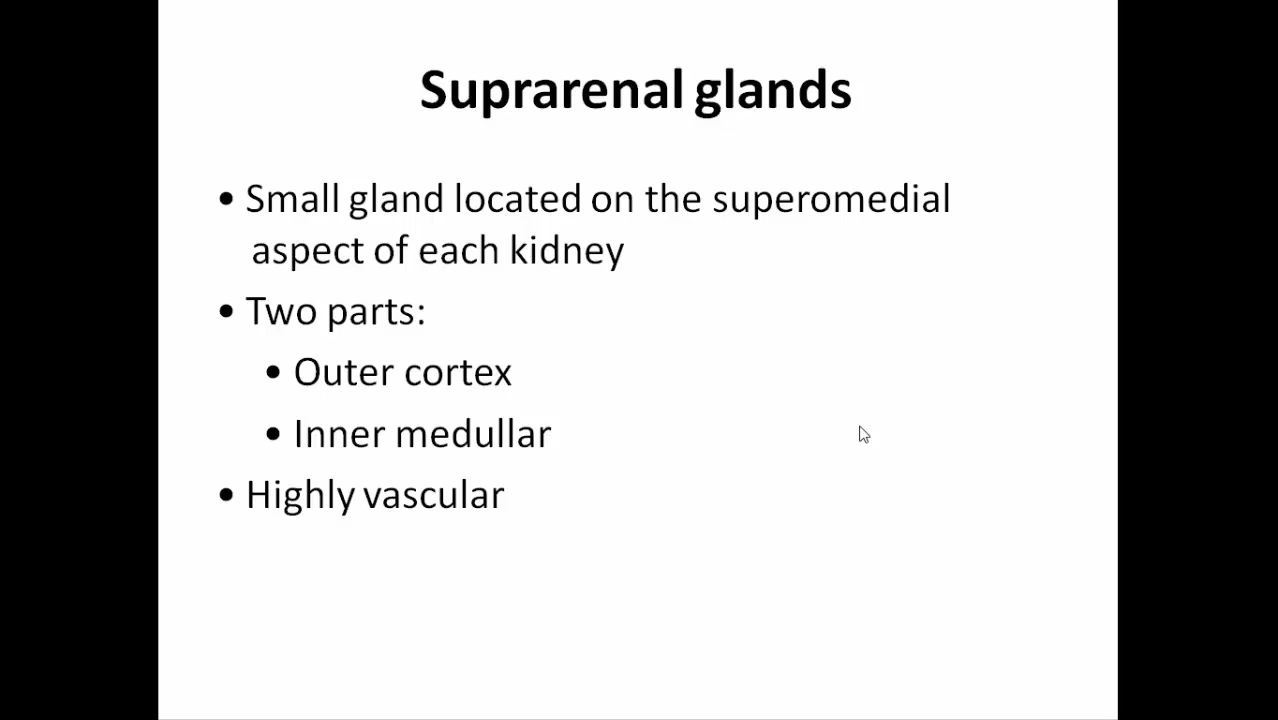 Suprarenal glands
• Small gland located on the superomedial
aspect of each kidney
• Two parts:
• Outer cortex
• Inner medullar
• Highly vascular